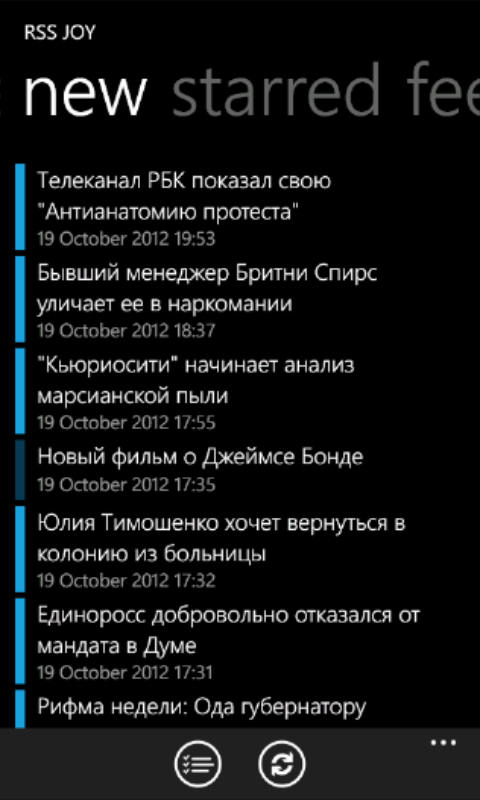 RSS JOY
new starred fee
Телеканал РБК показал свою
"Антианатомию протеста"
19 October 2012 19:53
Бывший менеджер Бритни Спирс
уличает ее в наркомании
19 October 2012 18:37
"Кьюриосити" начинает анализ
марсианской пыли
19 October 2012 17:55
Новый фильм о Джеймсе Бонде
19 October 2012 17:35
Юлия Тимошенко хочет вернуться в
колонию из больницы
19 October 2012 17:32
Единоросс добровольно отказался от
мандата в Думе
19 October 2012 17:31
Рифма недели: Ода губернатору